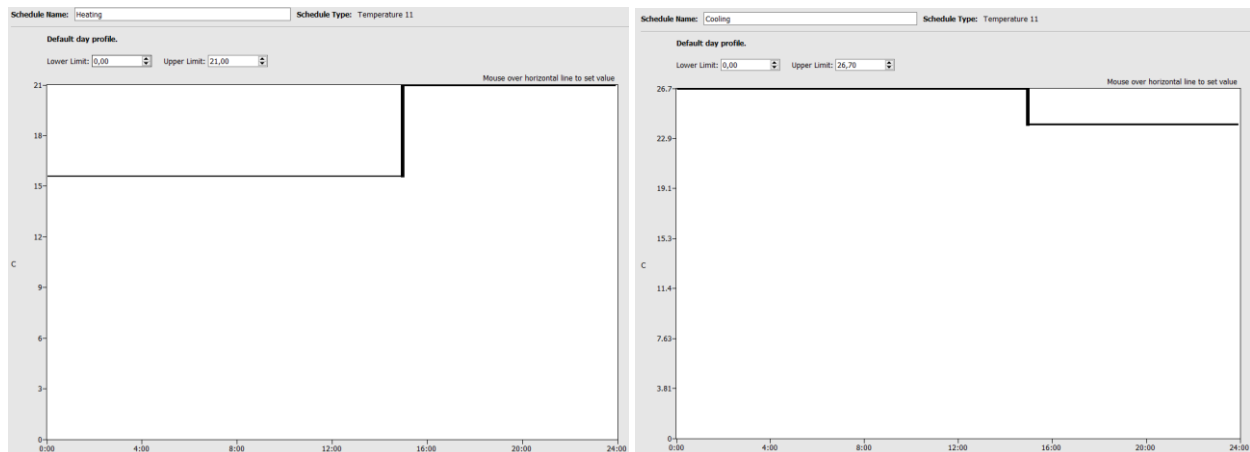 Schedule Name: Heating Schedule Type: Temperature 11
Default day profile.
Lower Limit: 0,00 Upper Limit: 21,00
Mouse over horizontal line to set value
21
18
15
12
C
9
6
3
0
0:00 4:00 8:00 12:00 16:00 20:00 24:00
Schedule Name: Cooling Schedule Type: Temperature 11
Default day profile.
Lower Limit: 0,00 Upper Limit: 26,70
Mouse over horizontal line to set value
26.7
22.9
19.1
15.3
C
11.4
7.63
3.81
0
0:00 4:00 8:00 12:00 16:00 20:00 24:00